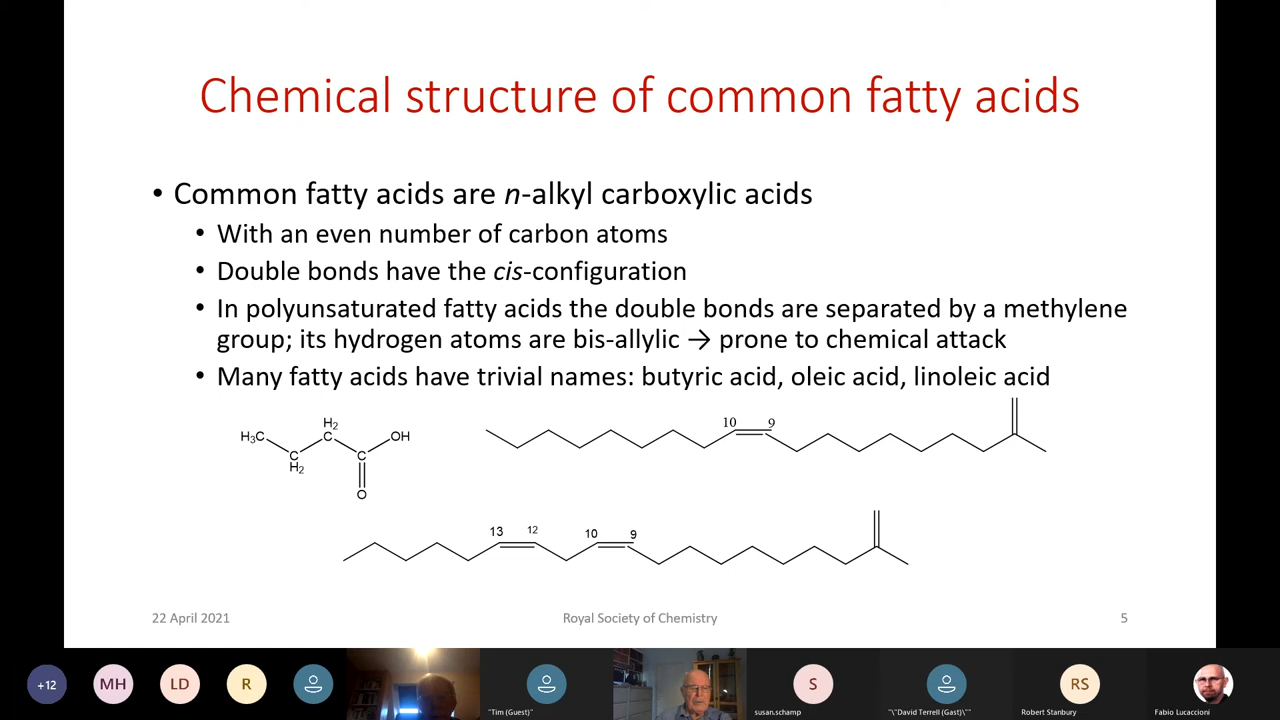 Chemical structure of common fatty acids
• Common fatty acids are n-alkyl carboxylic acids
• With an even number of carbon atoms
• Double bonds have the cis-configuration
• In polyunsaturated fatty acids the double bonds are separated by a methylene
group; its hydrogen atoms are bis-allylic → prone to chemical attack
• Many fatty acids have trivial names: butyric acid, oleic acid, linoleic acid
H₃C
H₂
C
C
H₂
C
OH
O
10 9
13 12 10 9
22 April 2021 Royal Society of Chemistry 5
+12 MH LD R S RS
"Tim (Guest)" susan.schamp "\"David Terrell (Gast)\"" Robert Stanbury Fabio Lucaccioni